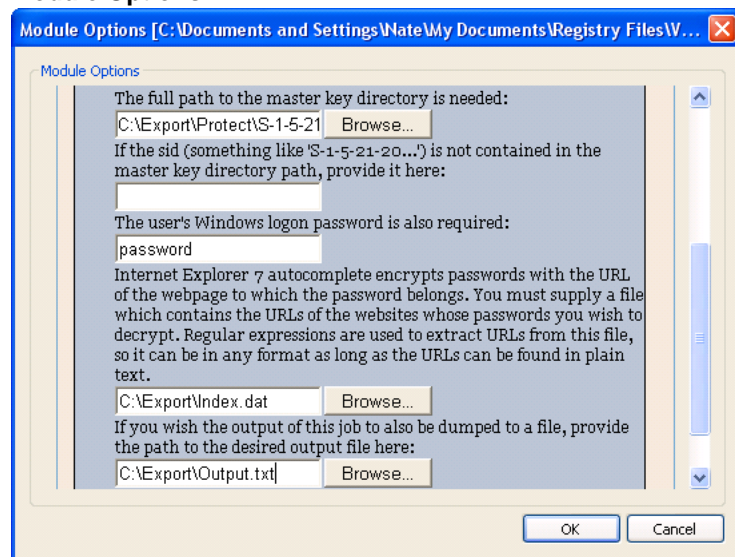 Module Options [C:\Documents and Settings\Nate\My Documents\Registry Files\V...
Module Options
The full path to the master key directory is needed:
C:\Export\Protect\S-1-5-21 Browse...
If the sid (something like 'S-1-5-21-20...') is not contained in the
master key directory path, provide it here:
The user's Windows logon password is also required:
password
Internet Explorer 7 autocomplete encrypts passwords with the URL
of the webpage to which the password belongs. You must supply a file
which contains the URLs of the websites whose passwords you wish to
decrypt. Regular expressions are used to extract URLs from this file,
so it can be in any format as long as the URLs can be found in plain
text.
C:\Export\Index.dat Browse...
If you wish the output of this job to also be dumped to a file, provide
the path to the desired output file here:
C:\Export\Output.txt Browse...
OK Cancel